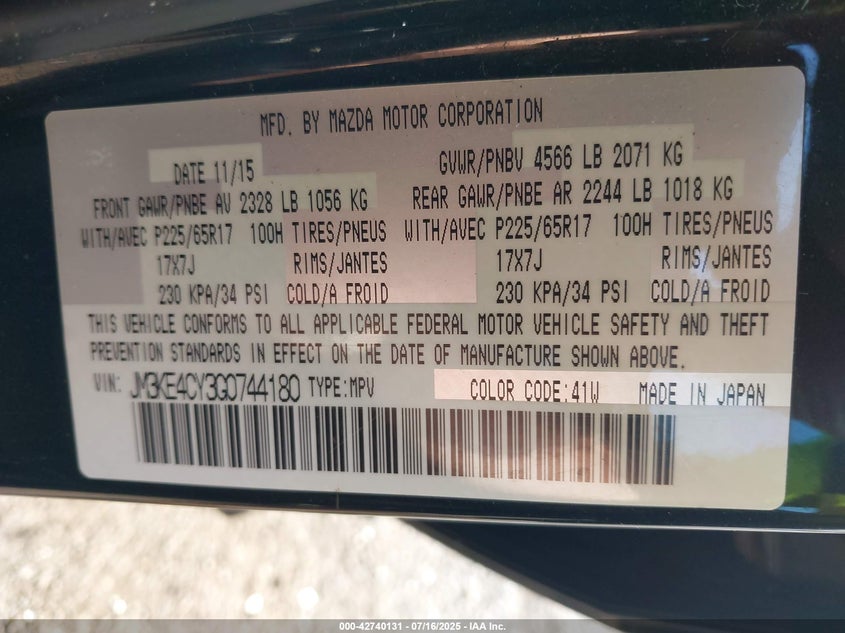 MFD. BY MAZDA MOTOR CORPORATION
DATE 11/15 GVWR/PNBV 4566 LB 2071 KG
FRONT GAWR/PNBE AV 2328 LB 1056 KG REAR GAWR/PNBE AR 2244 LB 1018 KG
WITH/AVEC P225/65R17 100H TIRES/PNEUS WITH/AVEC P225/65R17 100H TIRES/PNEUS
17X7J RIMS/JANTES 17X7J RIMS/JANTES
230 KPA/34 PSI COLD/A FROID 230 KPA/34 PSI COLD/A FROID
THIS VEHICLE CONFORMS TO ALL APPLICABLE FEDERAL MOTOR VEHICLE SAFETY AND THEFT
PREVENTION STANDARDS IN EFFECT ON THE DATE OF MANUFACTURE SHOWN ABOVE.
VIN: JM3KE4CY3G0744180 TYPE:MPV COLOR CODE:41W MADE IN JAPAN
000-42740131 - 07/16/2025 - IAA Inc.